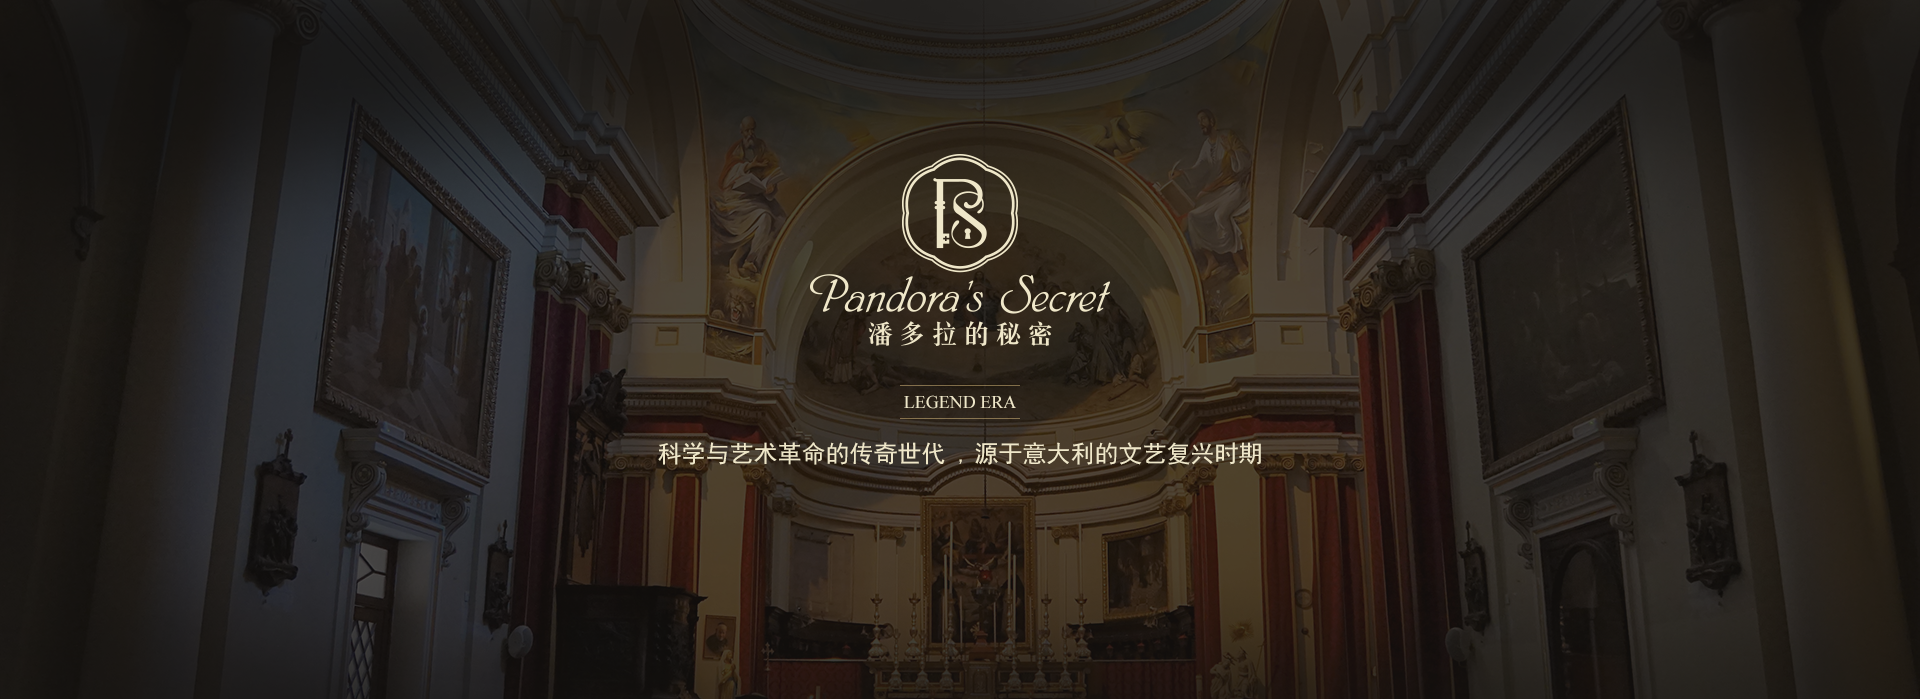 PS
Pandora's Secret
潘多拉的秘密
LEGEND ERA
科学与艺术革命的传奇世代，源于意大利的文艺复兴时期